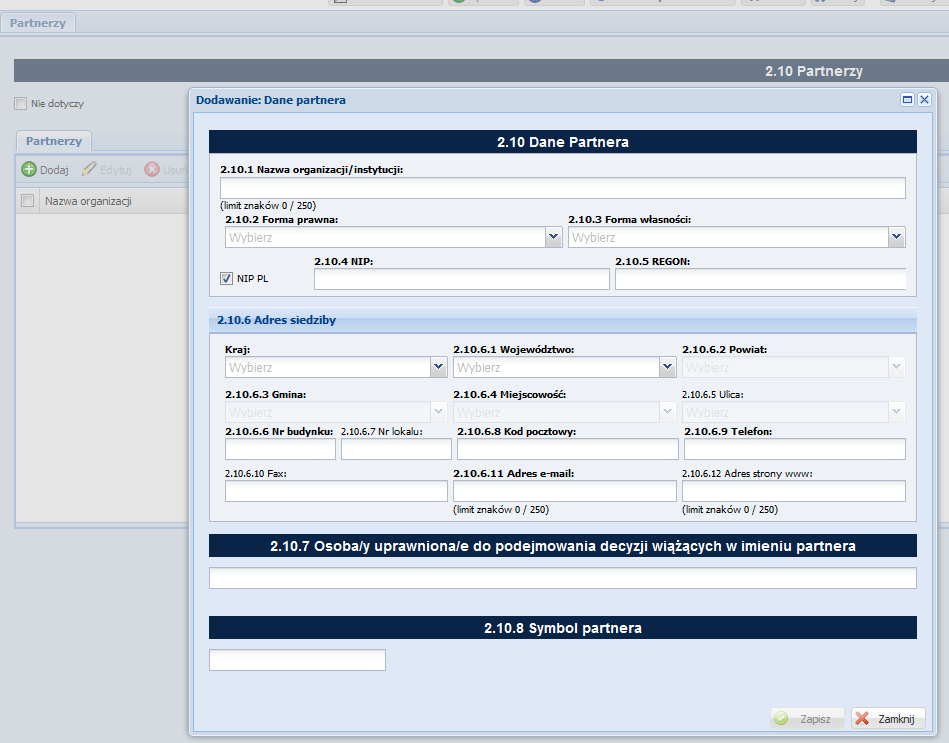 Partnerzy
2.10 Partnerzy
Nie dotyczy
Partnerzy
Dodaj Edytuj Usuń
Nazwa organizacji
Dodawanie: Dane partnera
2.10 Dane Partnera
2.10.1 Nazwa organizacji/instytucji:
(limit znaków 0 / 250)
2.10.2 Forma prawna: 2.10.3 Forma własności:
Wybierz Wybierz
2.10.4 NIP: 2.10.5 REGON:
NIP PL
2.10.6 Adres siedziby
Kraj: 2.10.6.1 Województwo: 2.10.6.2 Powiat:
Wybierz Wybierz Wybierz
2.10.6.3 Gmina: 2.10.6.4 Miejscowość: 2.10.6.5 Ulica:
Wybierz Wybierz Wybierz
2.10.6.6 Nr budynku: 2.10.6.7 Nr lokalu: 2.10.6.8 Kod pocztowy: 2.10.6.9 Telefon:
2.10.6.10 Fax: 2.10.6.11 Adres e-mail: 2.10.6.12 Adres strony www:
(limit znaków 0 / 250) (limit znaków 0 / 250)
2.10.7 Osoba/y uprawniona/e do podejmowania decyzji wiążących w imieniu partnera
2.10.8 Symbol partnera
Zapisz Zamknij